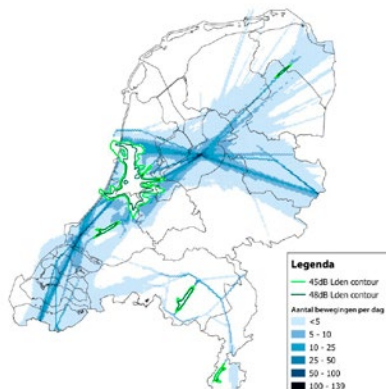 Legenda
45dB Lden contour
48dB Lden contour
Aantal bewegingen per dag
<5
5 - 10
10 - 25
25 - 50
50 - 100
100 - 139